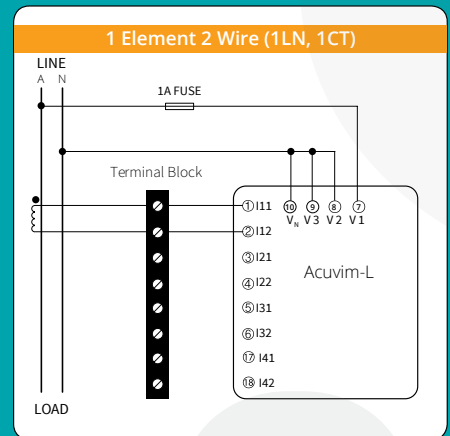 1 Element 2 Wire (1LN, 1CT)
LINE
A N
1A FUSE
Terminal Block
⑩ ⑨ ⑧ ⑦
VN V3 V2 V1
① I11
② I12
③ I21
④ I22
⑤ I31
⑥ I32
⑰ I41
⑱ I42
Acuvim-L
LOAD